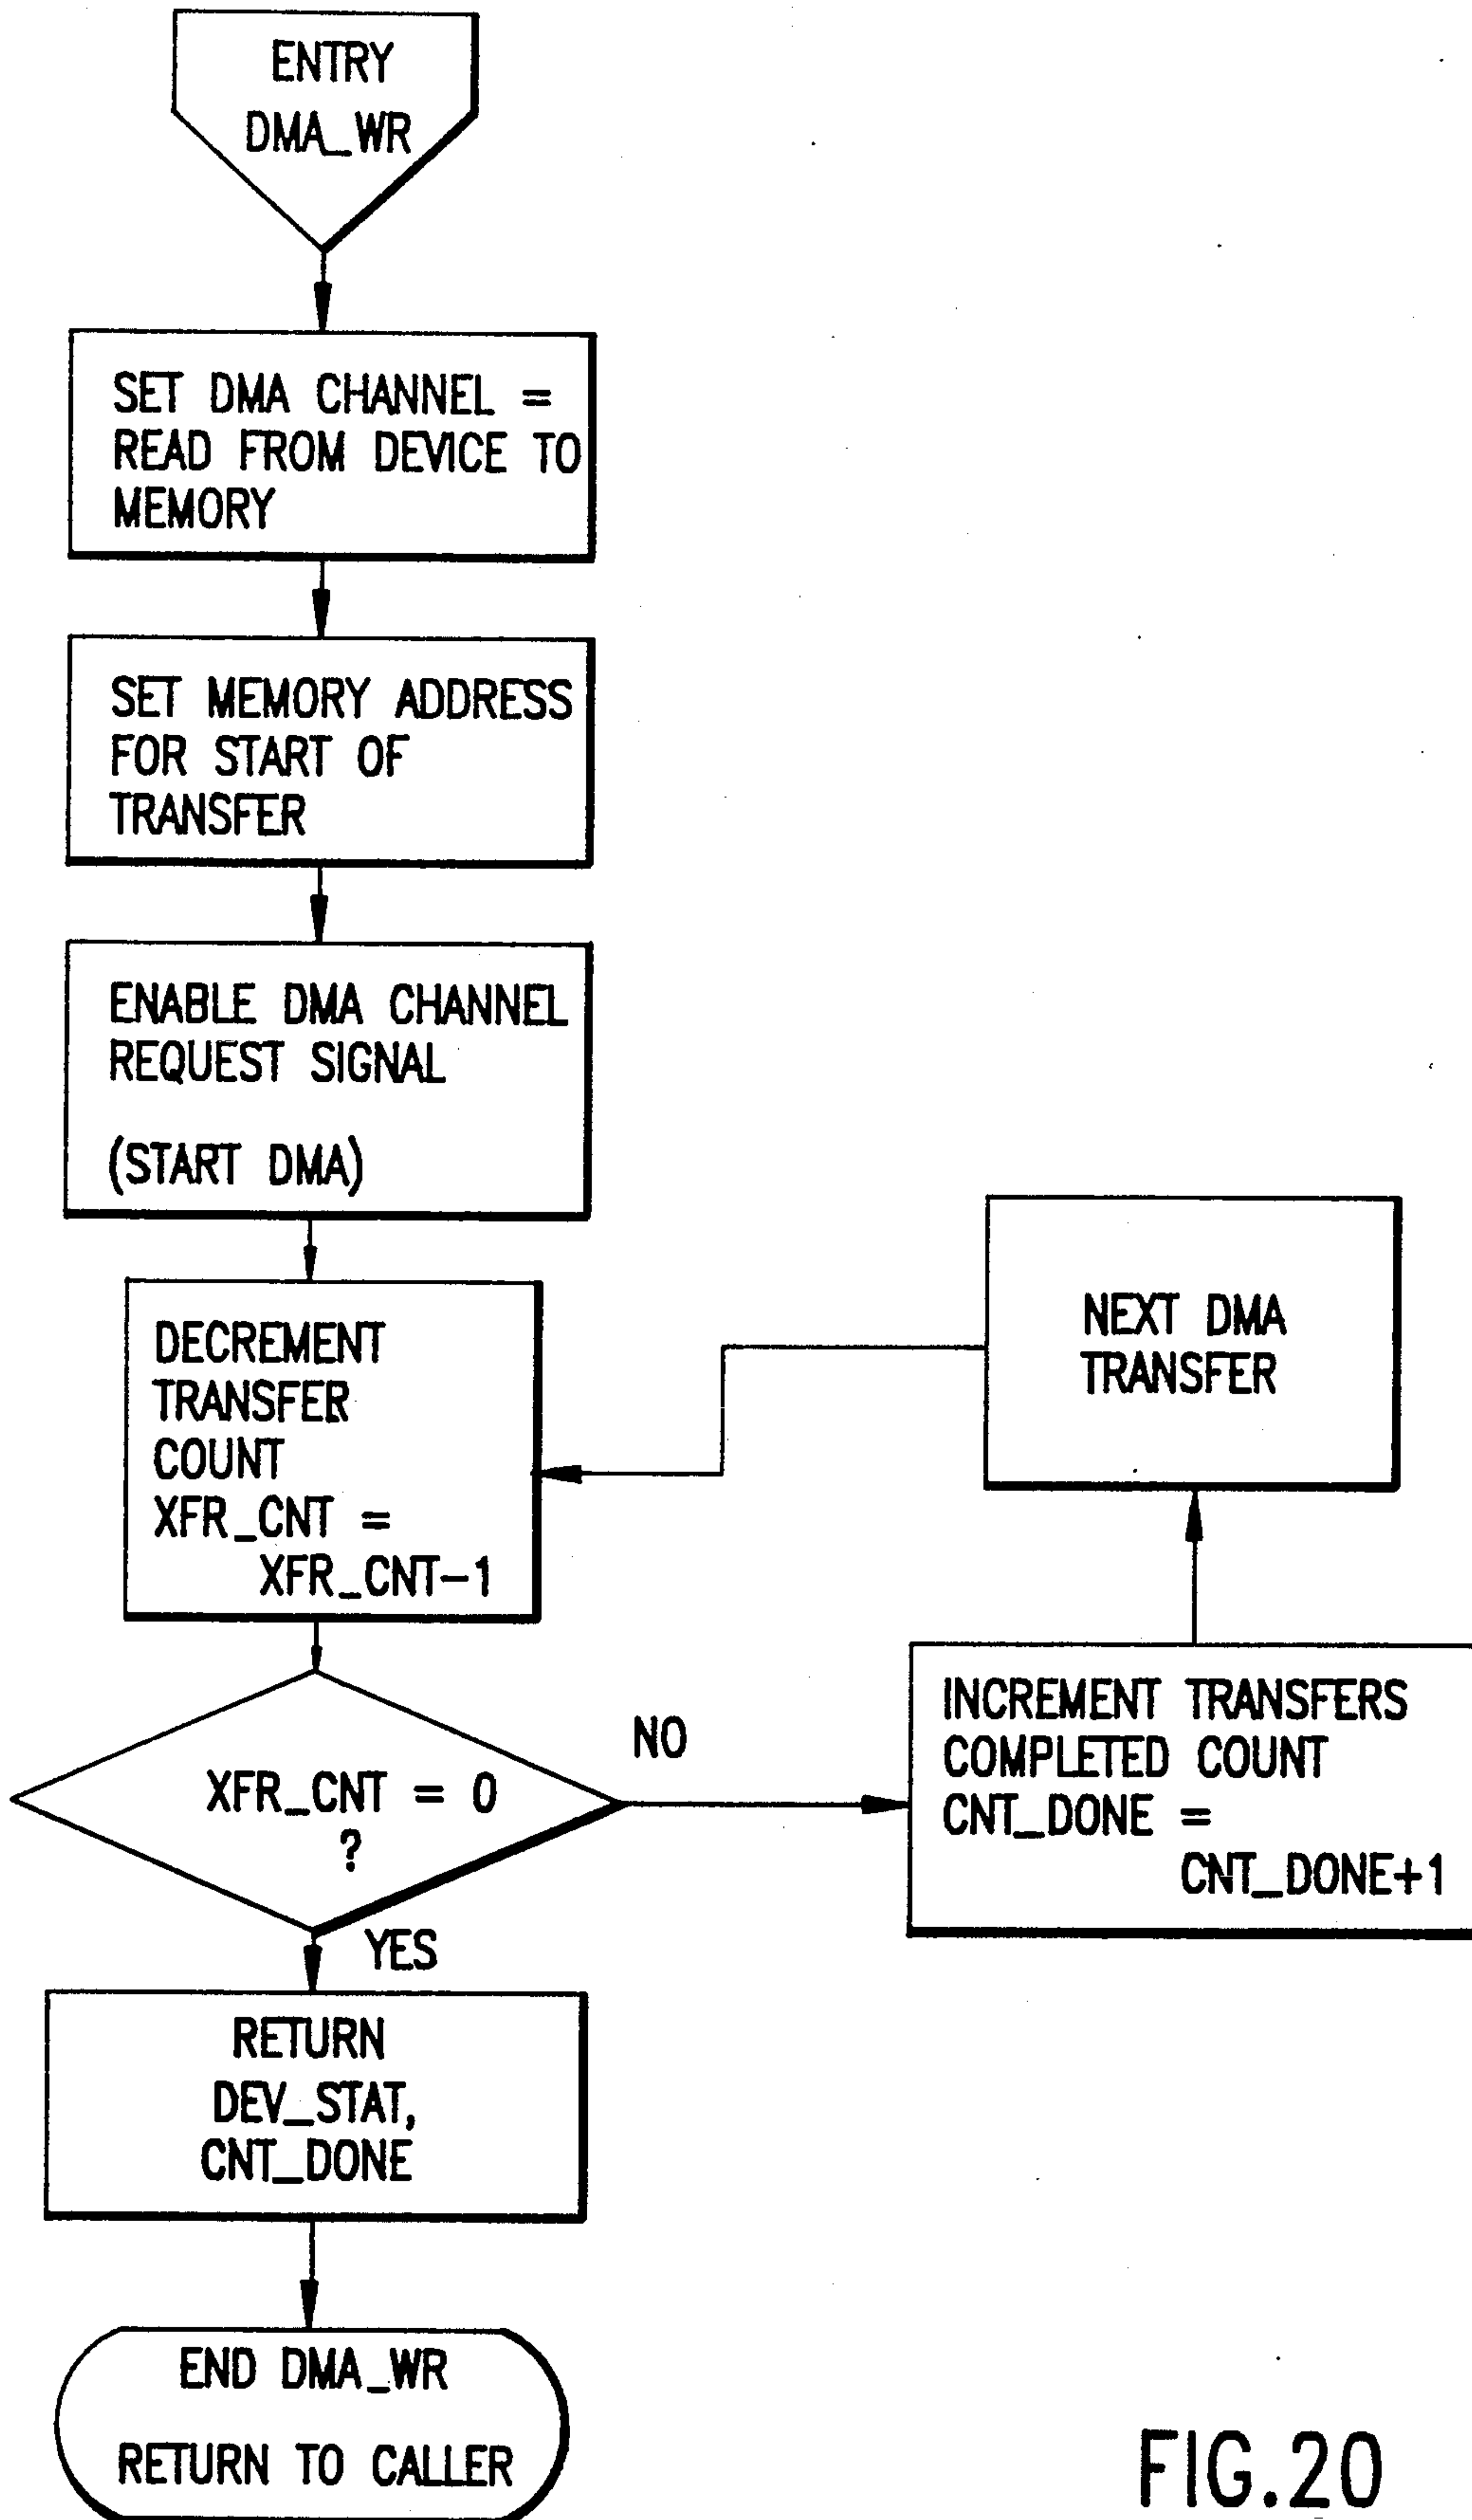 ENTRY
DMA_WR
SET DMA CHANNEL =
READ FROM DEVICE TO
MEMORY
SET MEMORY ADDRESS
FOR START OF
TRANSFER
ENABLE DMA CHANNEL
REQUEST SIGNAL
(START DMA)
DECREMENT
TRANSFER
COUNT
XFR_CNT =
XFR_CNT-1
NEXT DMA
TRANSFER
XFR_CNT = 0
?
NO
INCREMENT TRANSFERS
COMPLETED COUNT
CNT_DONE =
CNT_DONE+1
YES
RETURN
DEV_STAT,
CNT_DONE
END DMA_WR
RETURN TO CALLER
FIG.20